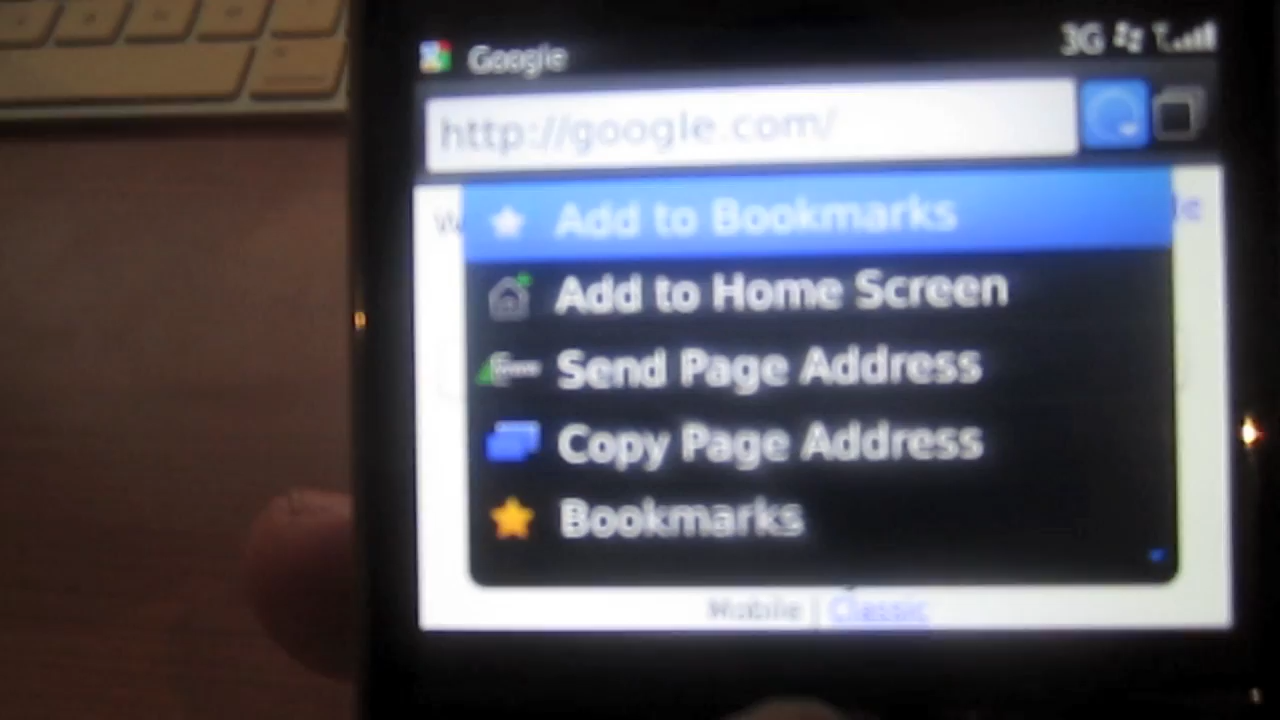 Google
3G
http://google.com/
Add to Bookmarks
Add to Home Screen
Send Page Address
Copy Page Address
Bookmarks
Mobile | Classic